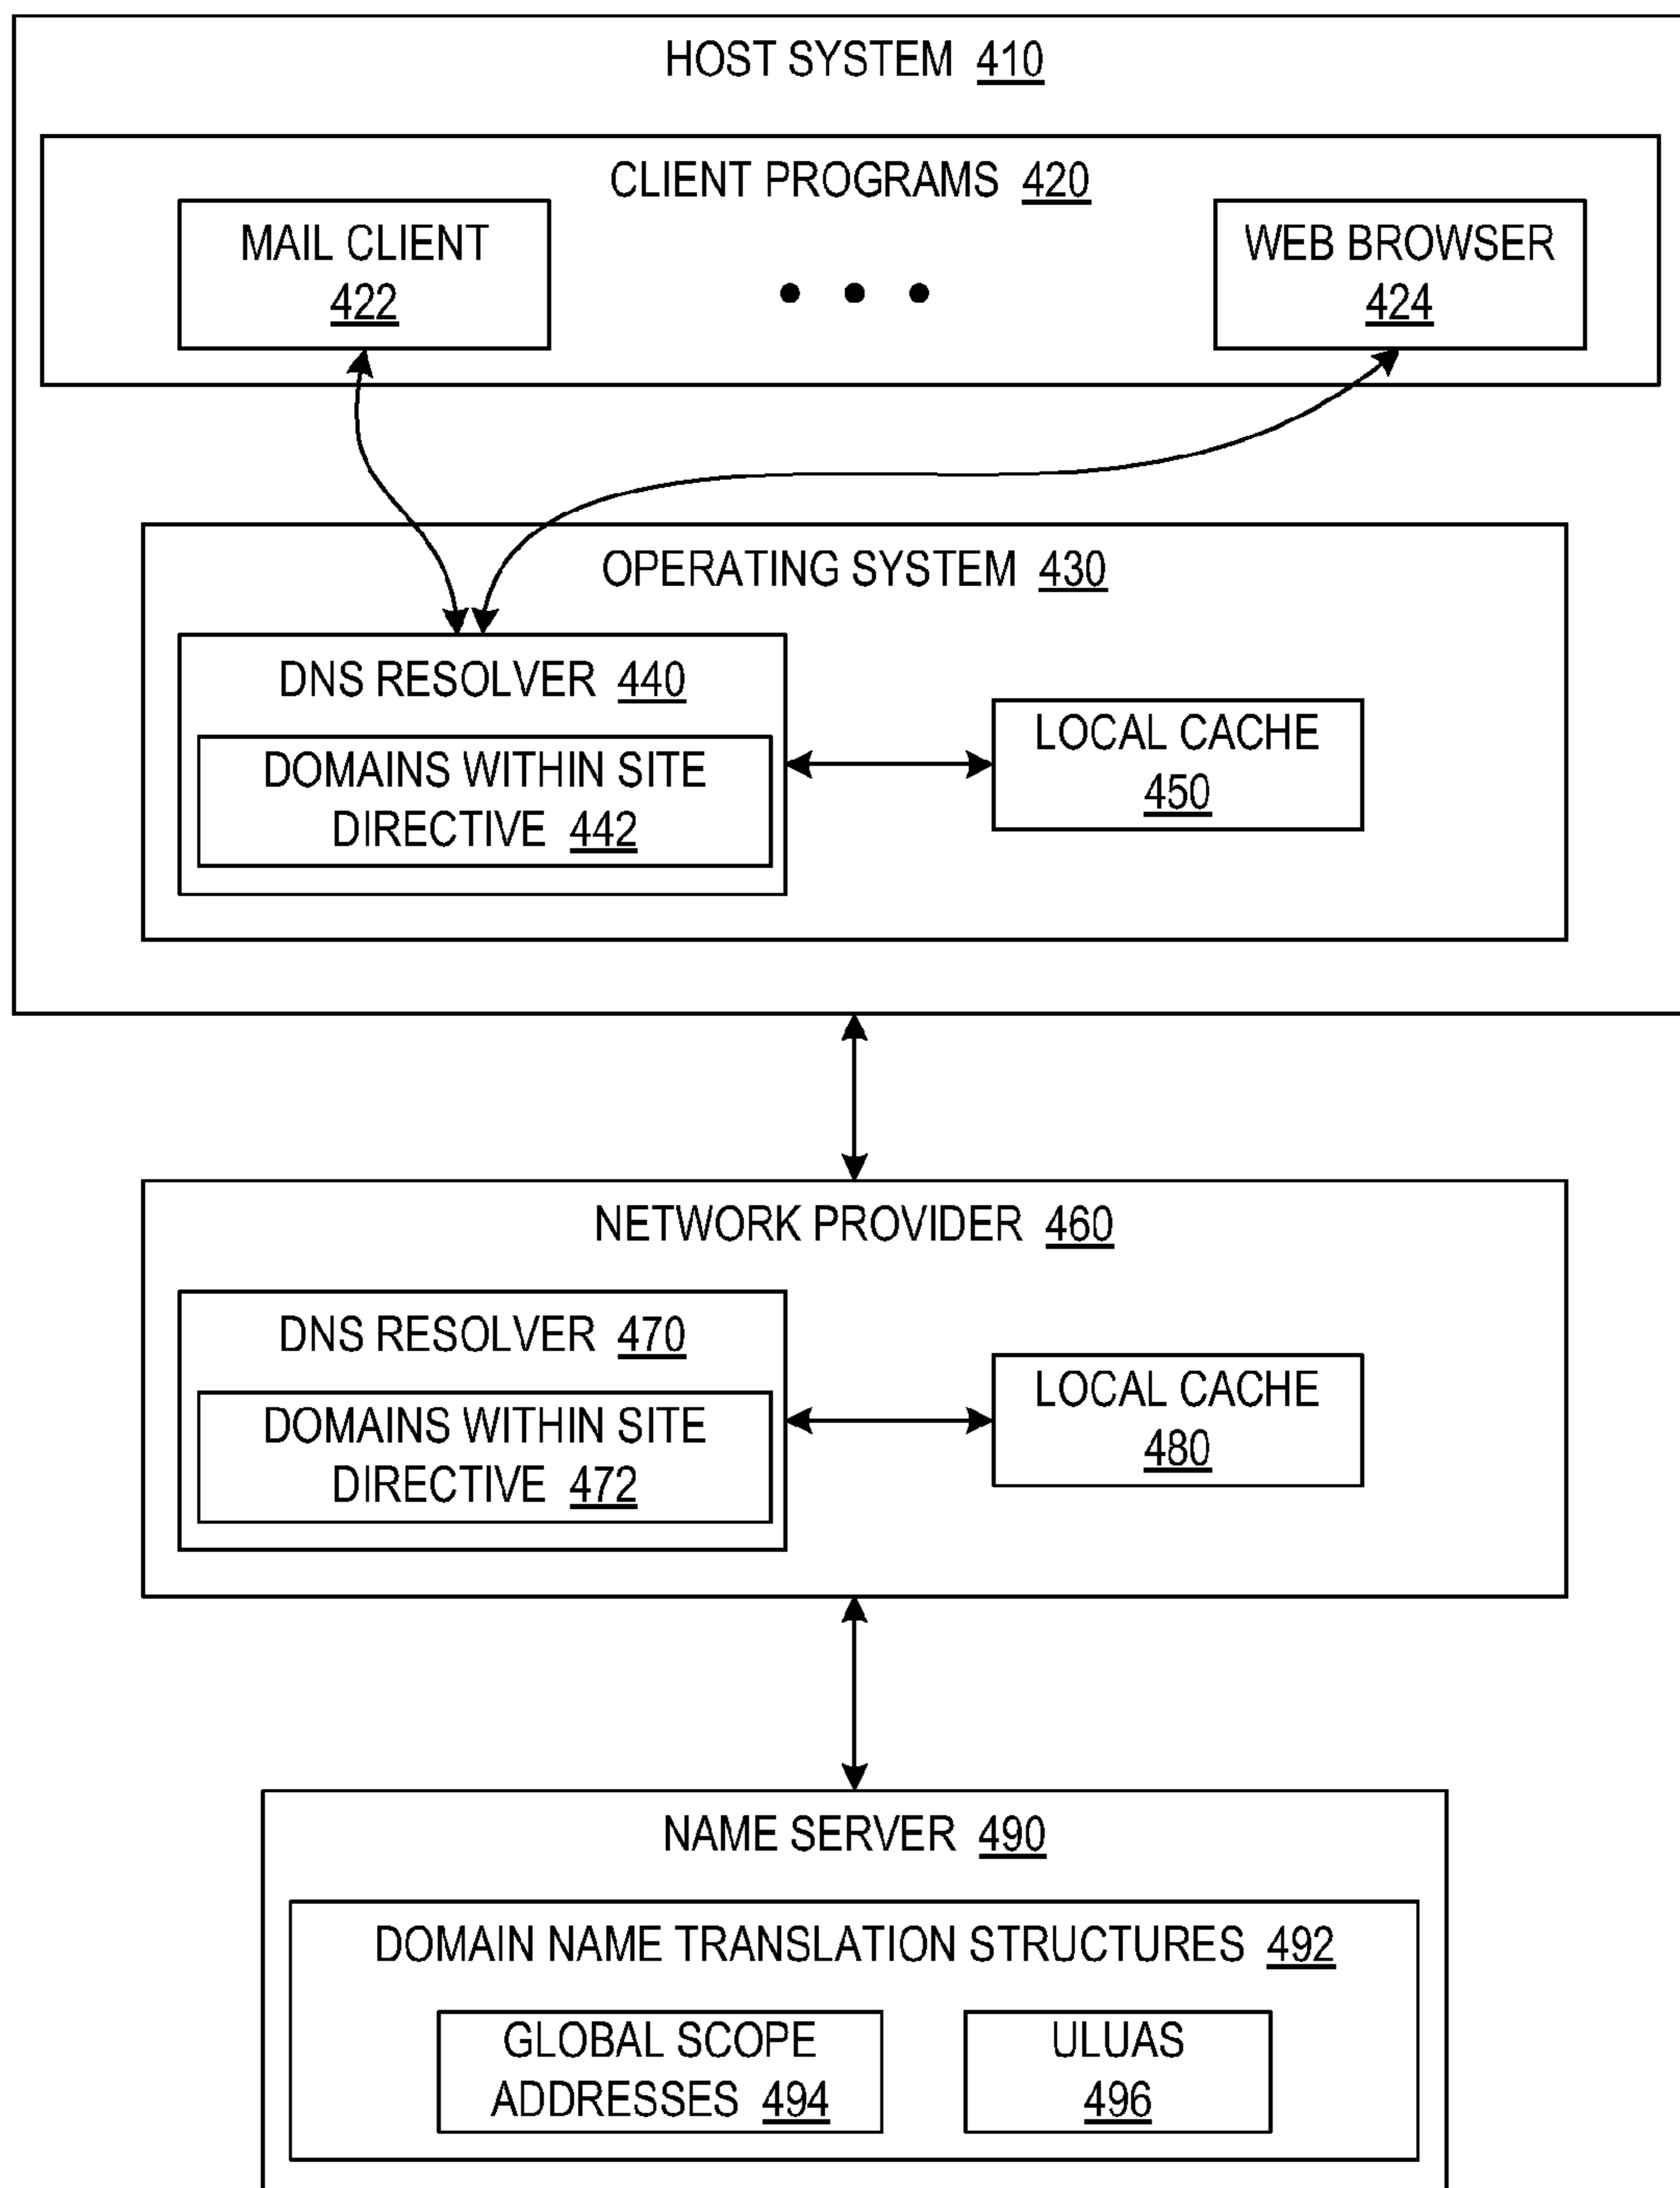 HOST SYSTEM 410
CLIENT PROGRAMS 420
MAIL CLIENT
422
WEB BROWSER
424
OPERATING SYSTEM 430
DNS RESOLVER 440
DOMAINS WITHIN SITE
DIRECTIVE 442
LOCAL CACHE
450
NETWORK PROVIDER 460
DNS RESOLVER 470
DOMAINS WITHIN SITE
DIRECTIVE 472
LOCAL CACHE
480
NAME SERVER 490
DOMAIN NAME TRANSLATION STRUCTURES 492
GLOBAL SCOPE
ADDRESSES 494
ULUAS
496